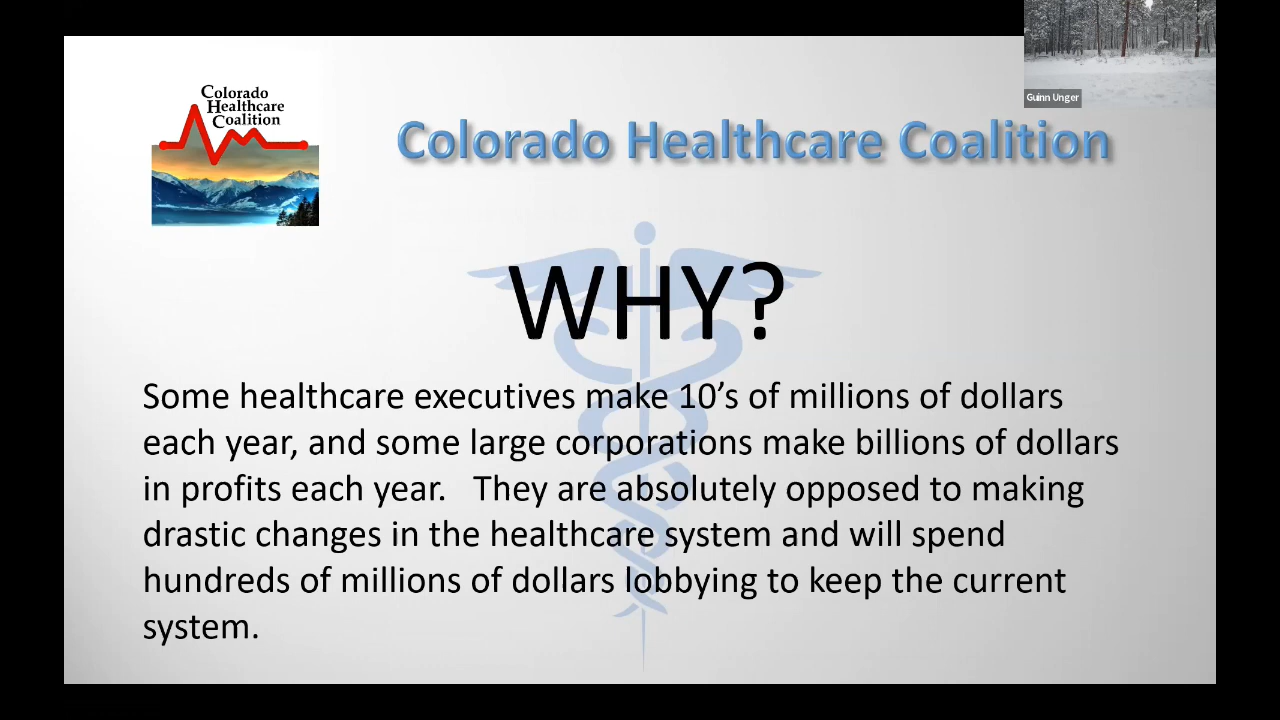 Guinn Unger
Colorado
Healthcare
Coalition
Colorado Healthcare Coalition
WHY?
Some healthcare executives make 10’s of millions of dollars
each year, and some large corporations make billions of dollars
in profits each year.   They are absolutely opposed to making
drastic changes in the healthcare system and will spend
hundreds of millions of dollars lobbying to keep the current
system.